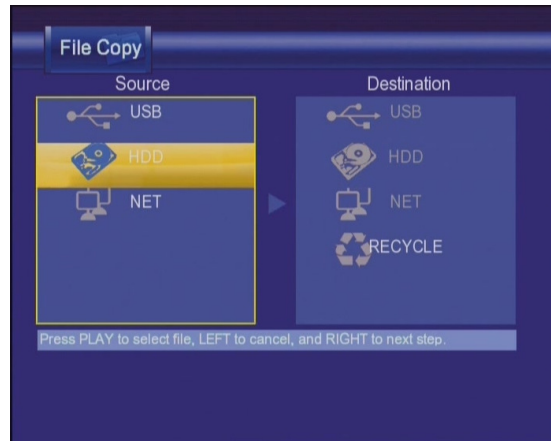 File Copy
Source
Destination
USB
HDD
NET
USB
HDD
NET
RECYCLE
Press PLAY to select file, LEFT to cancel, and RIGHT to next step.